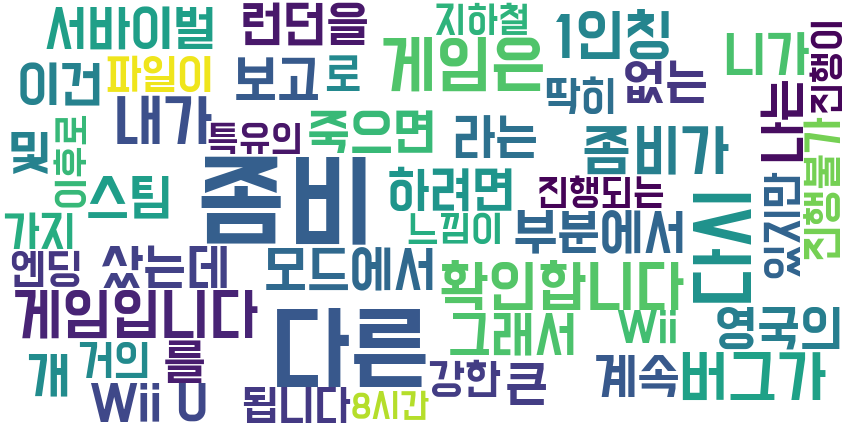 서바이벌
런던을
지하철
1인칭
니가
진행이
이건
파일이
보고
로
게임은
딱히
없는
나는
내가
특유의
죽으면
라는
좀비가
및
이후로
스팀
좀비
하려면
진행되는
진행불가
가지
느낌이
부분에서
있지만
시다
엔딩
샀는데
모드에서
확인합니다
게임입니다
다른
그래서
Wii
영국인
개
거의
를
강한
큰
계속
버그가
Wii U
됩니다
8시간